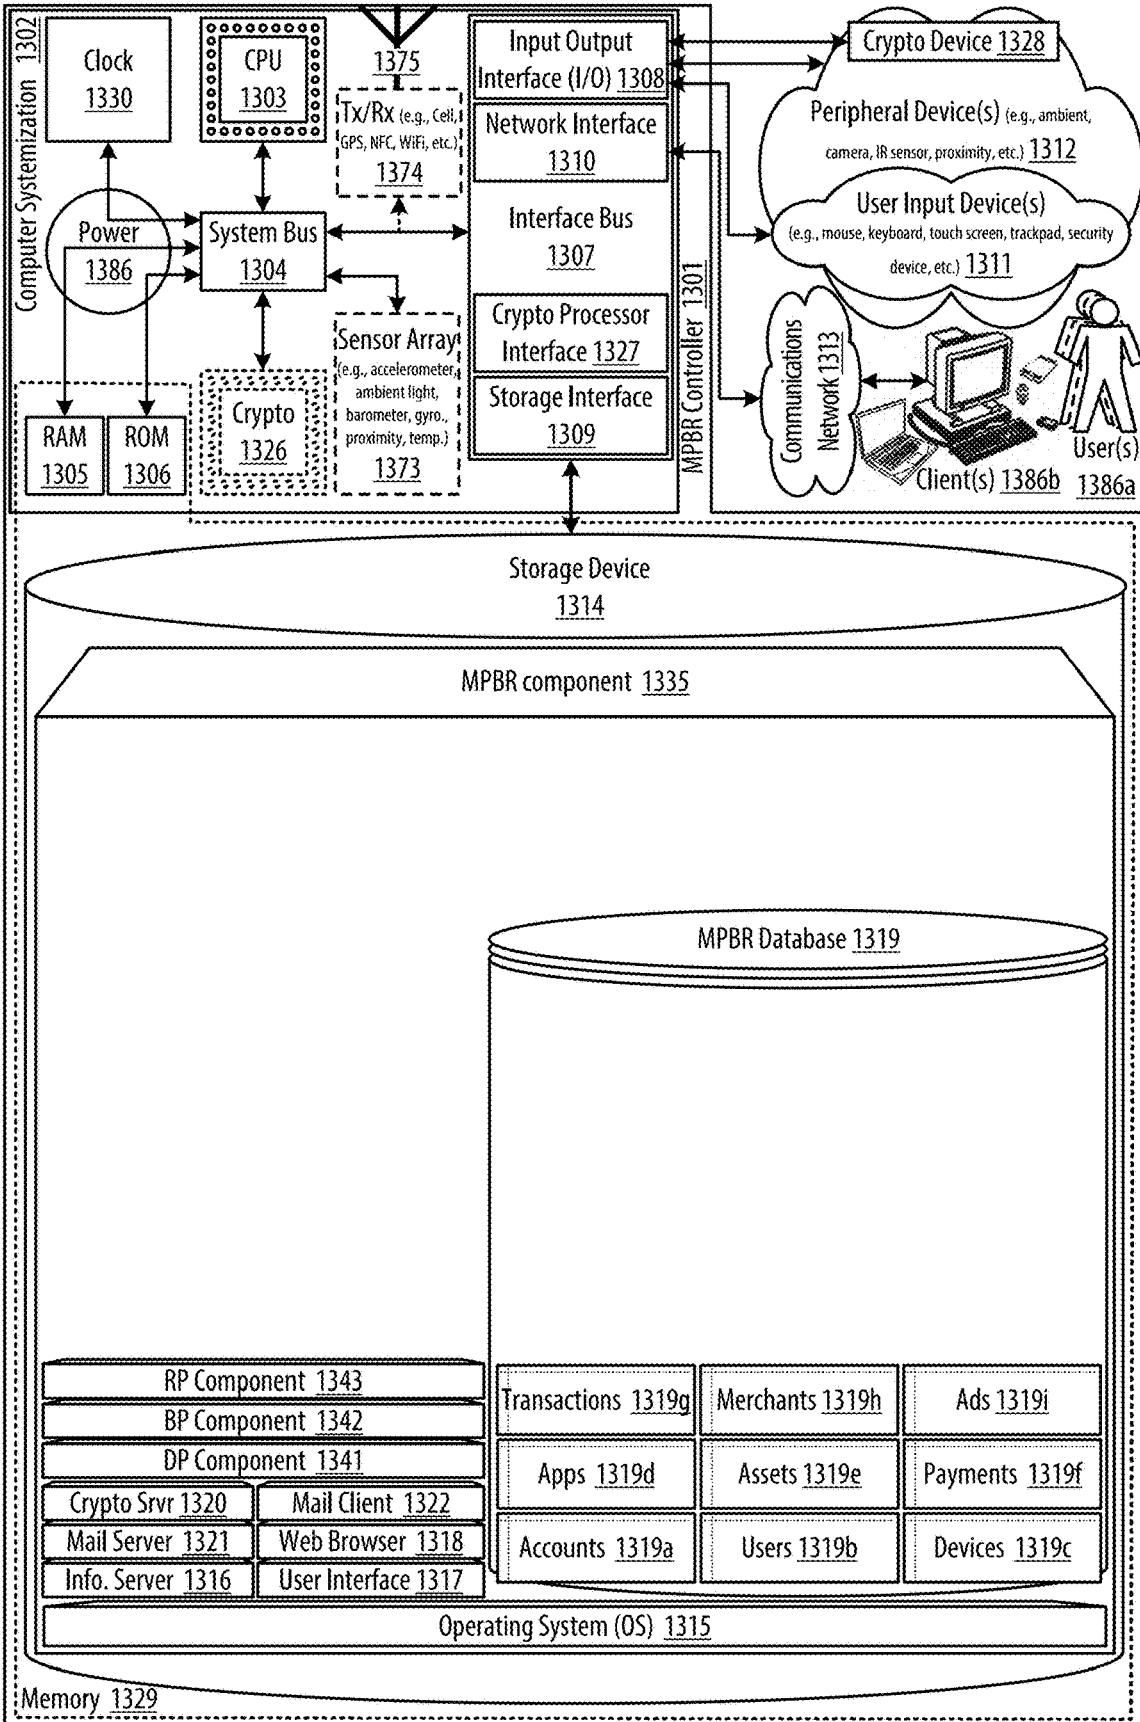 Computer Systemization 1302
Clock
1330
CPU
1303
1375
Tx/Rx (e.g., Cell,
GPS, NFC, WiFi, etc.)
1374
Input Output
Interface (I/O) 1308
Network Interface
1310
Interface Bus
1307
Crypto Processor
Interface 1327
Storage Interface
1309
Power
1386
System Bus
1304
Sensor Array
(e.g., accelerometer,
ambient light,
barometer, gyro.,
proximity, temp.)
1373
RAM
1305
ROM
1306
Crypto
1326
MPBR Controller 1301
Crypto Device 1328
Peripheral Device(s) (e.g., ambient,
camera, IR sensor, proximity, etc.) 1312
User Input Device(s)
(e.g., mouse, keyboard, touch screen, trackpad, security
device, etc.) 1311
Communications
Network 1313
Client(s) 1386b
User(s)
1386a
Storage Device
1314
MPBR component 1335
MPBR Database 1319
RP Component 1343
BP Component 1342
DP Component 1341
Crypto Srvr 1320
Mail Client 1322
Mail Server 1321
Web Browser 1318
Info. Server 1316
User Interface 1317
Transactions 1319g
Merchants 1319h
Ads 1319i
Apps 1319d
Assets 1319e
Payments 1319f
Accounts 1319a
Users 1319b
Devices 1319c
Operating System (OS) 1315
Memory 1329